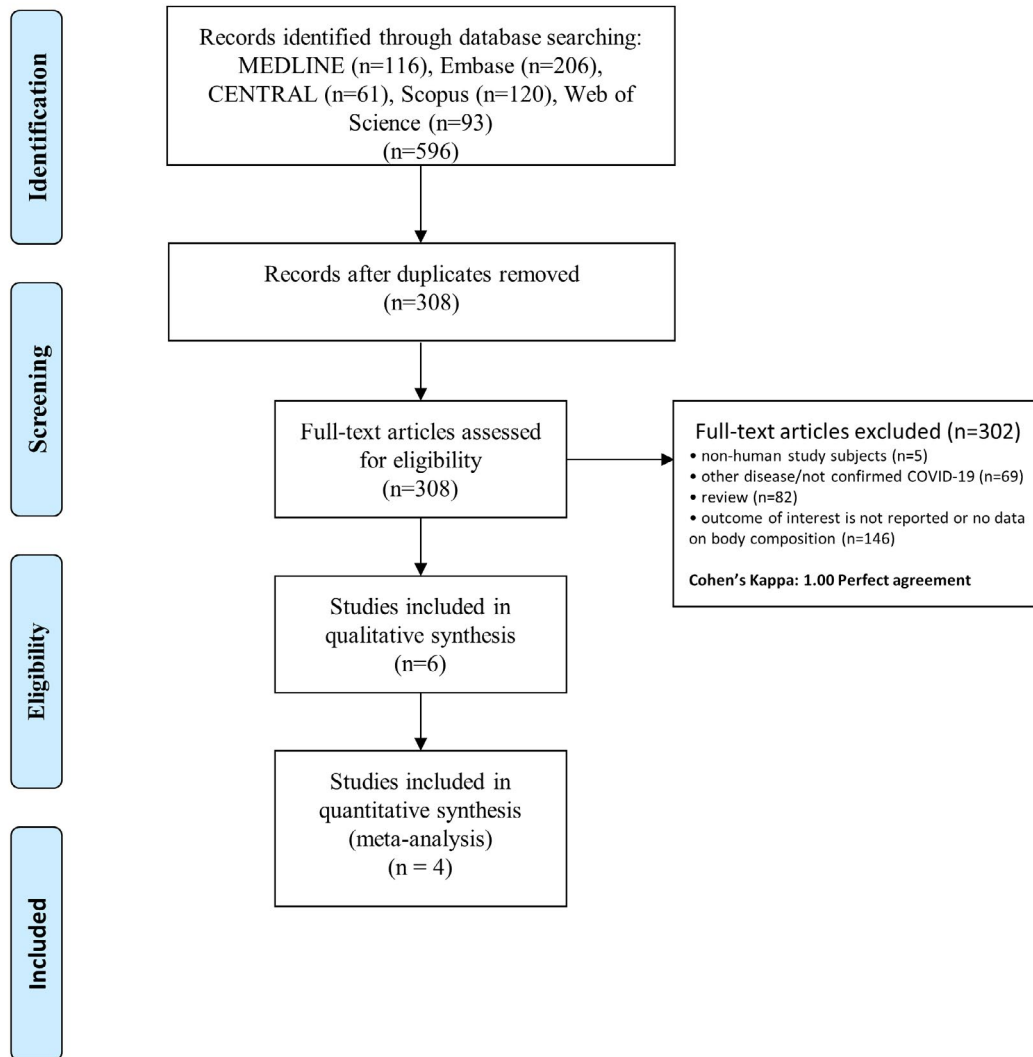 Identification
Records identified through database searching:
MEDLINE (n=116), Embase (n=206),
CENTRAL (n=61), Scopus (n=120), Web of
Science (n=93)
(n=596)
Records after duplicates removed
(n=308)
Screening
Full-text articles assessed
for eligibility
(n=308)
Full-text articles excluded (n=302)
• non-human study subjects (n=5)
• other disease/not confirmed COVID-19 (n=69)
• review (n=82)
• outcome of interest is not reported or no data
on body composition (n=146)
Cohen’s Kappa: 1.00 Perfect agreement
Eligibility
Studies included in
qualitative synthesis
(n=6)
Studies included in
quantitative synthesis
(meta-analysis)
(n = 4)
Included